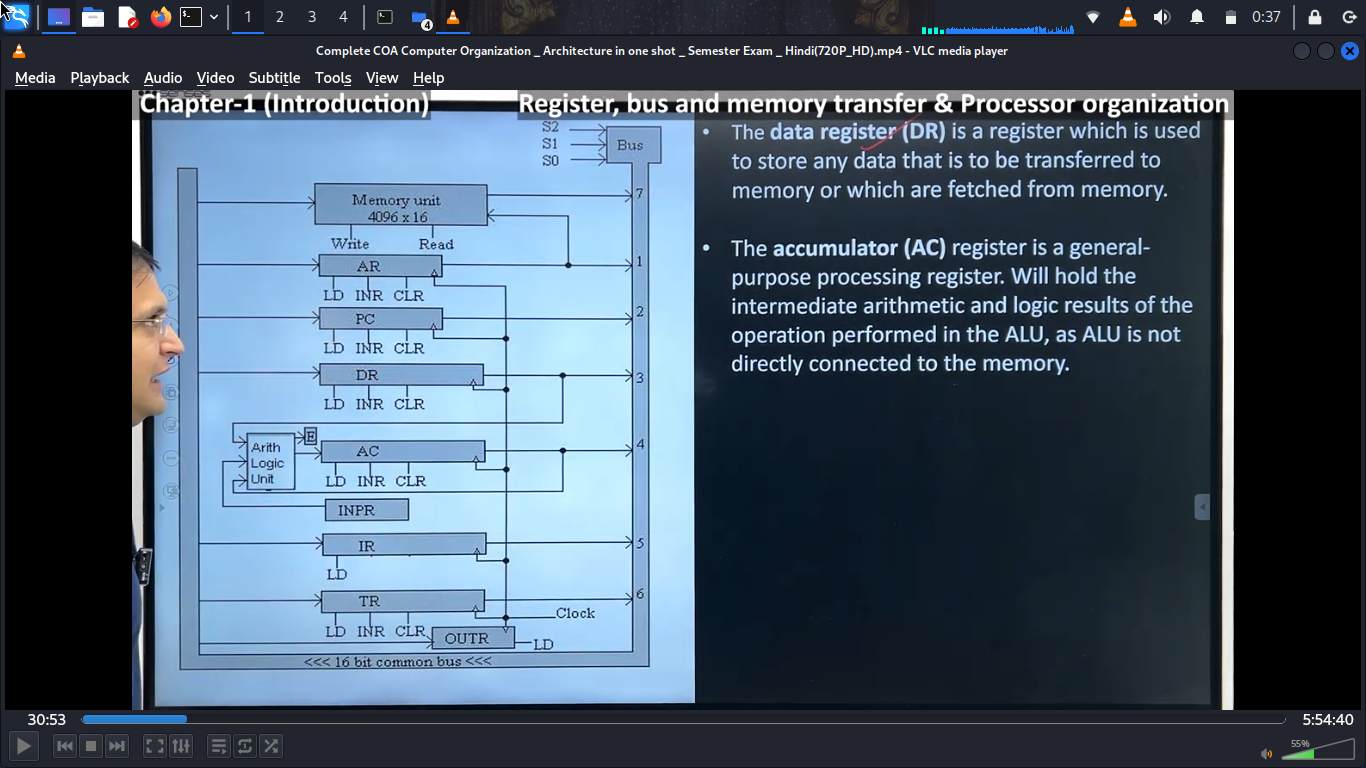 1 2 3 4 4 0:37
Complete COA Computer Organization _ Architecture in one shot _ Semester Exam _ Hindi(720P_HD).mp4 - VLC media player
Media Playback Audio Video Subtitle Tools View Help
Chapter-1 (Introduction) Register, bus and memory transfer & Processor organization
S2
S1
S0
Bus
Memory unit
4096 x 16
7
Write Read
AR
1
LD INR CLR
PC
2
LD INR CLR
DR
3
LD INR CLR
E
Arith
Logic
Unit
AC
4
LD INR CLR
INPR
IR
5
LD
TR
6
Clock
LD INR CLR
OUTR
LD
<<< 16 bit common bus <<<
• The data register (DR) is a register which is used
to store any data that is to be transferred to
memory or which are fetched from memory.
• The accumulator (AC) register is a general-
purpose processing register. Will hold the
intermediate arithmetic and logic results of the
operation performed in the ALU, as ALU is not
directly connected to the memory.
30:53 5:54:40
55%